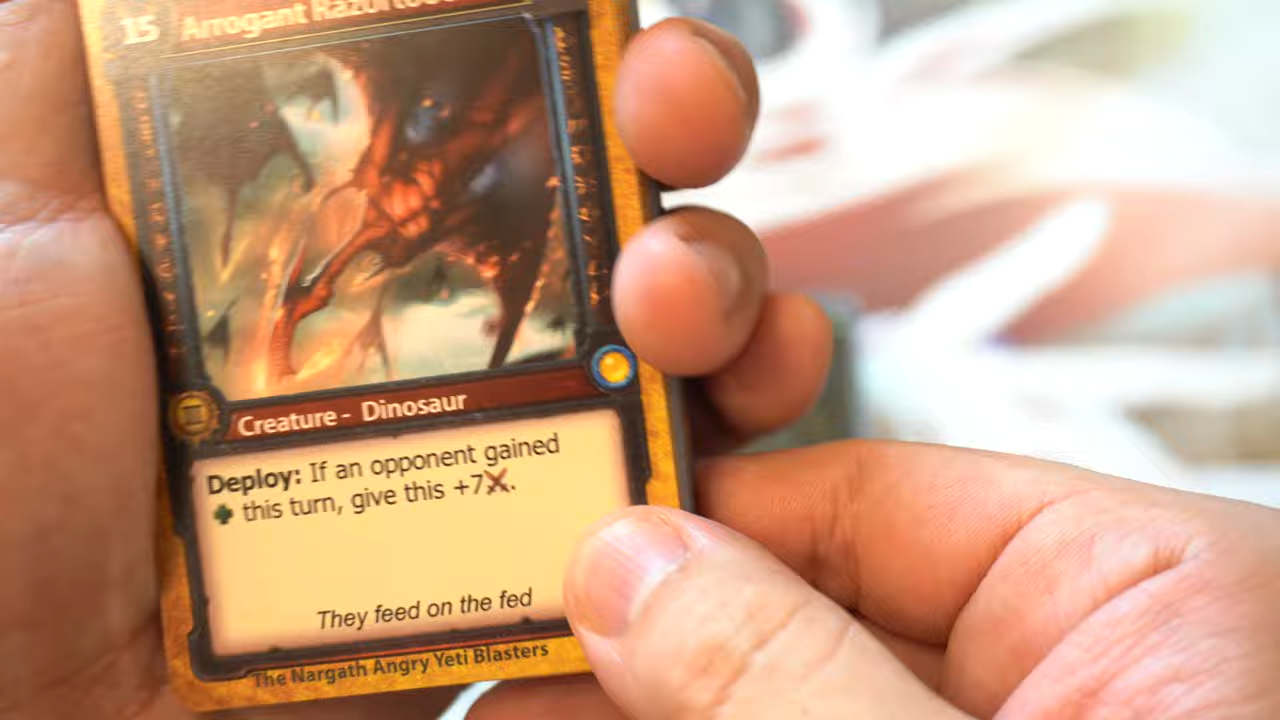 15 Arrogant
Creature - Dinosaur
Deploy: If an opponent gained
this turn, give this +7
They feed on the fed
The Nargath Angry Yeti Blasters